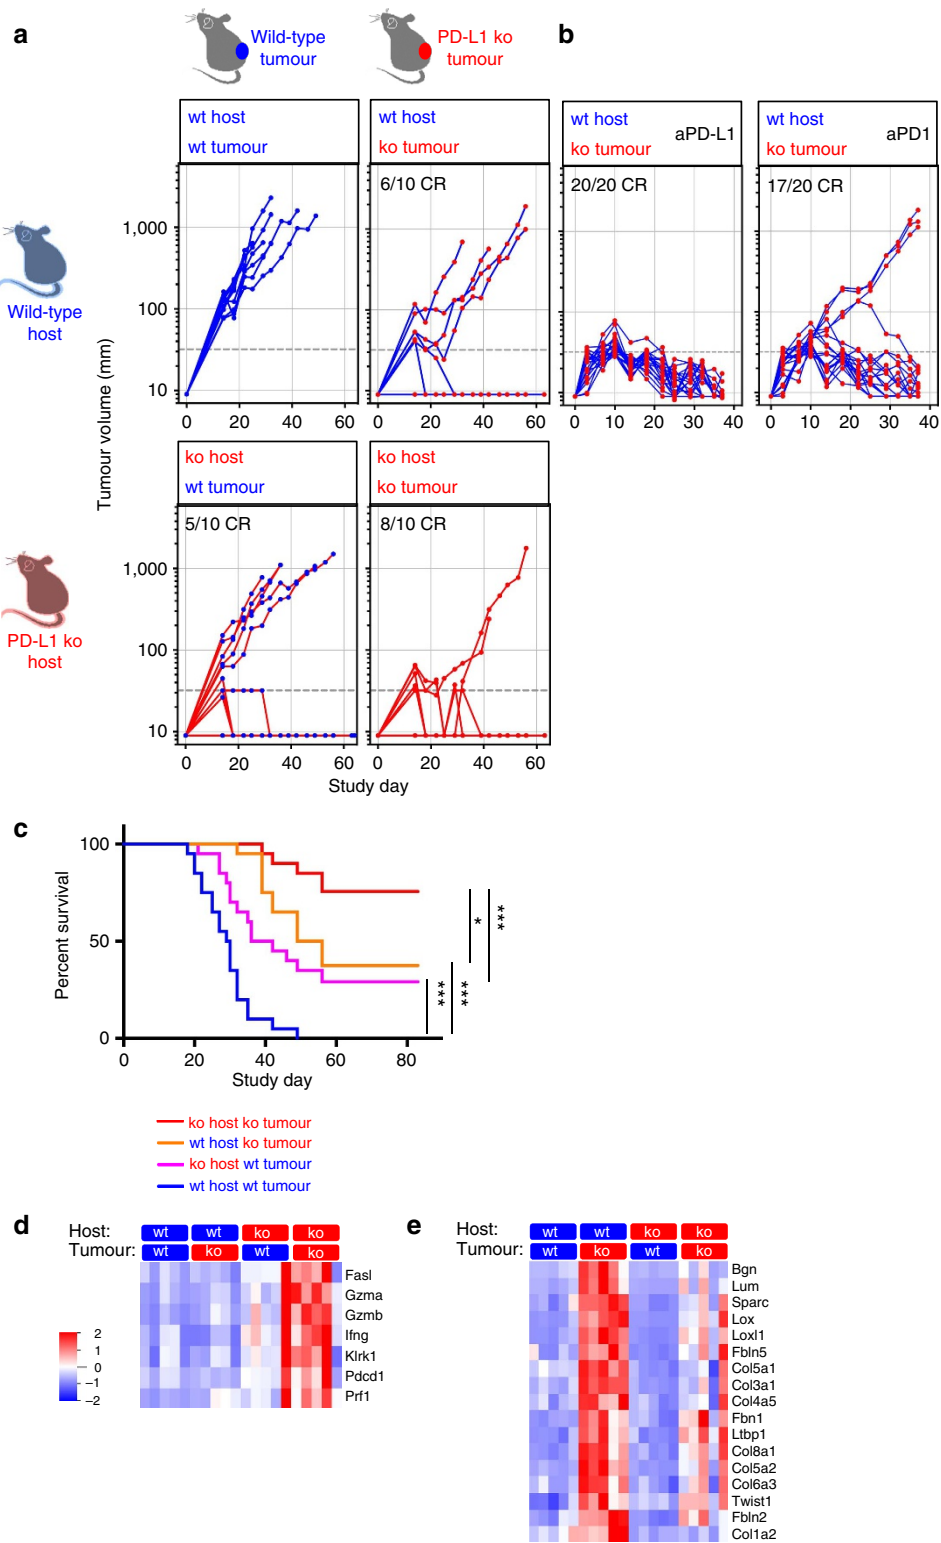 a
Wild-type
tumour
PD-L1 ko
tumour
b
wt host
wt tumour
wt host
ko tumour
wt host
ko tumour
aPD-L1
wt host
ko tumour
aPD1
6/10 CR
20/20 CR
17/20 CR
1,000
100
10
Wild-type
host
0
20
40
60
0
20
40
60
0
10
20
30
40
0
10
20
30
40
Tumour volume (mm)
ko host
wt tumour
ko host
ko tumour
5/10 CR
8/10 CR
1,000
100
10
PD-L1 ko
host
0
20
40
60
0
20
40
60
Study day
c
100
50
0
Percent survival
0
20
40
60
80
Study day
*
***
***
***
ko host ko tumour
wt host ko tumour
ko host wt tumour
wt host wt tumour
d
Host:
wt
wt
ko
ko
Tumour:
wt
ko
wt
ko
Fasl
Gzma
Gzmb
Ifng
Klrk1
Pdcd1
Prf1
2
1
0
−1
−2
e
Host:
wt
wt
ko
ko
Tumour:
wt
ko
wt
ko
Bgn
Lum
Sparc
Lox
Loxl1
Fbln5
Col5a1
Col3a1
Col4a5
Fbn1
Ltbp1
Col8a1
Col5a2
Col6a3
Twist1
Fbln2
Col1a2